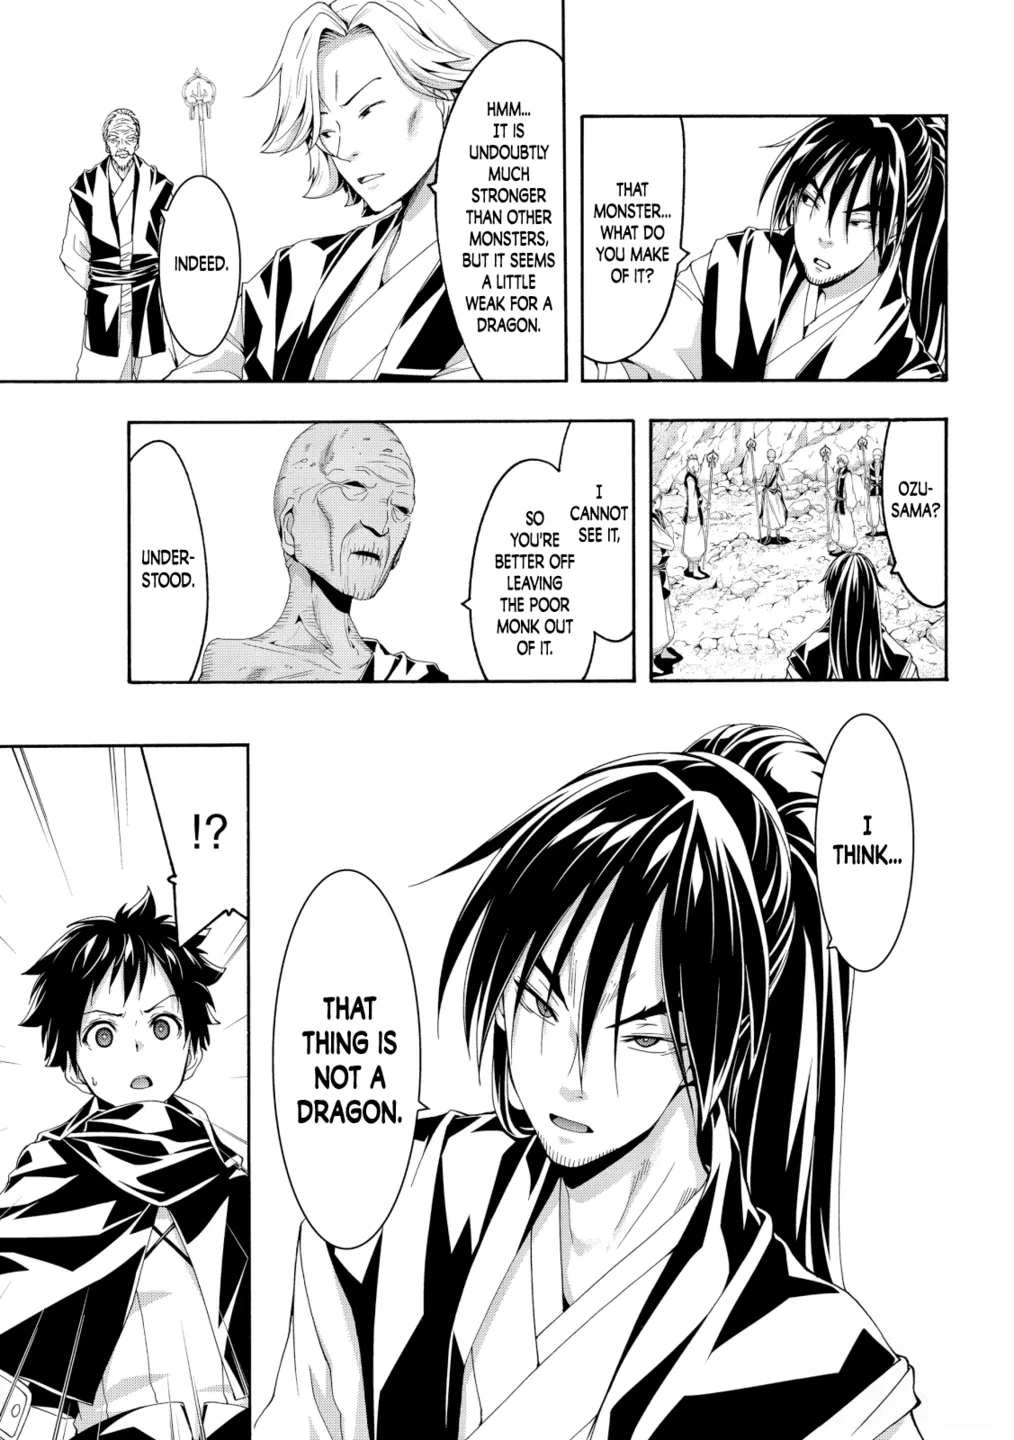 THAT
MONSTER...
WHAT DO
YOU MAKE
OF IT?
HMM...
IT IS
UNDOUBTLY
MUCH
STRONGER
THAN OTHER
MONSTERS,
BUT IT SEEMS
A LITTLE
WEAK FOR A
DRAGON.
INDEED.
OZU-
SAMA?
I
CANNOT
SEE IT,
SO
YOU'RE
BETTER OFF
LEAVING
THE POOR
MONK OUT
OF IT.
UNDER-
STOOD.
I
THINK...
THAT
THING IS
NOT A
DRAGON.
!?